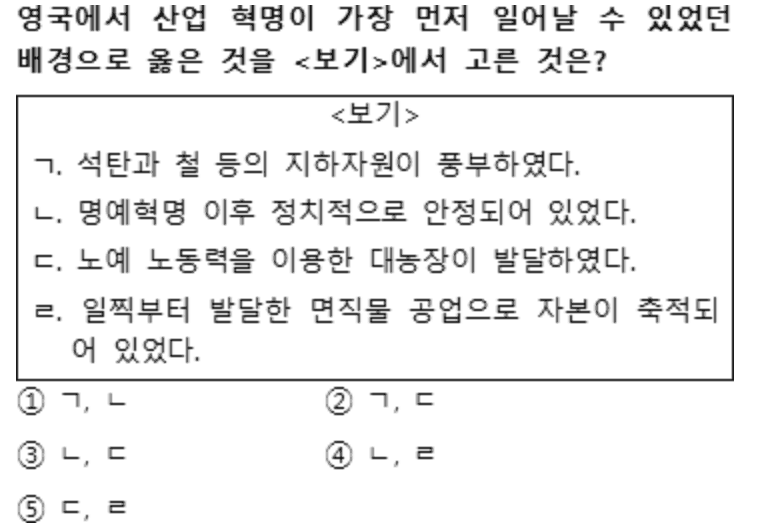 영국에서 산업 혁명이 가장 먼저 일어날 수 있었던
배경으로 옳은 것을 <보기>에서 고른 것은?
<보기>
ㄱ. 석탄과 철 등의 지하자원이 풍부하였다.
ㄴ. 명예혁명 이후 정치적으로 안정되어 있었다.
ㄷ. 노예 노동력을 이용한 대농장이 발달하였다.
ㄹ. 일찍부터 발달한 면직물 공업으로 자본이 축적되
어 있었다.
① ㄱ, ㄴ ② ㄱ, ㄷ
③ ㄴ, ㄷ ④ ㄴ, ㄹ
⑤ ㄷ, ㄹ